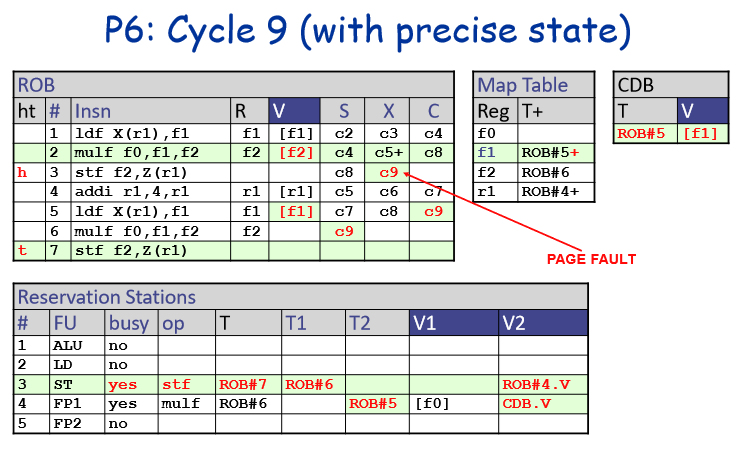 P6: Cycle 9 (with precise state)
ROB
ht # Insn R V S X C
1 ldf X(r1),f1 f1 [f1] c2 c3 c4
2 mulf f0,f1,f2 f2 [f2] c4 c5+ c8
h 3 stf f2,Z(r1) c8 c9
4 addi r1,4,r1 r1 [r1] c5 c6 c7
5 ldf X(r1),f1 f1 [f1] c7 c8 c9
6 mulf f0,f1,f2 f2 c9
t 7 stf f2,Z(r1)
Map Table
Reg T+
f0
f1 ROB#5+
f2 ROB#6
r1 ROB#4+
CDB
T V
ROB#5 [f1]
PAGE FAULT
Reservation Stations
# FU busy op T T1 T2 V1 V2
1 ALU no
2 LD no
3 ST yes stf ROB#7 ROB#6 ROB#4.V
4 FP1 yes mulf ROB#6 ROB#5 [f0] CDB.V
5 FP2 no